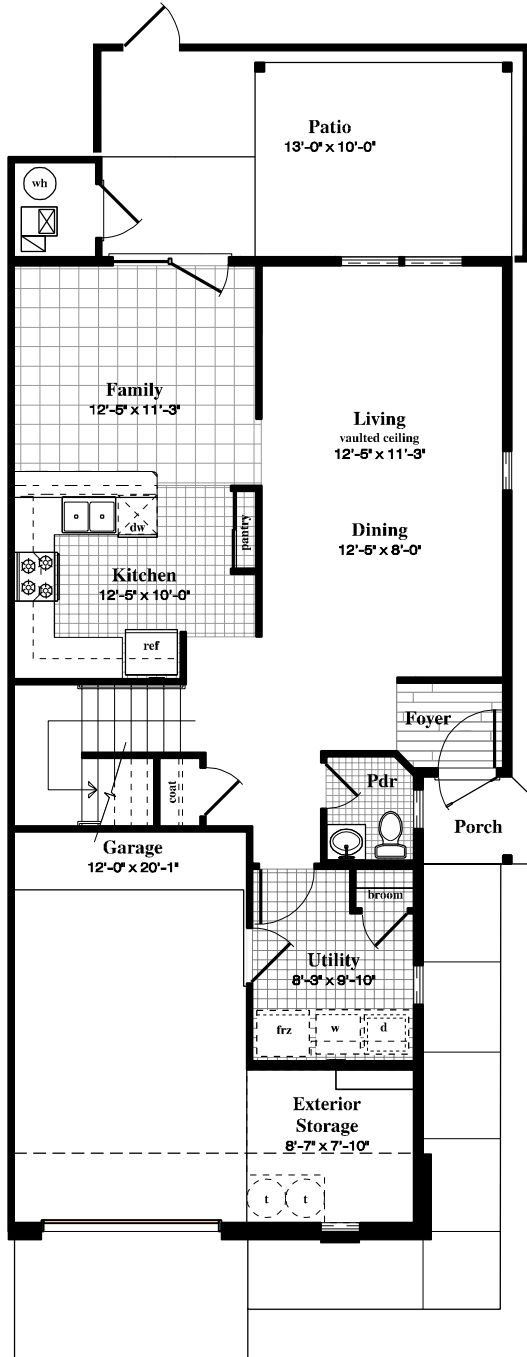 Patio
13'-0" x 10'-0"
wh
Family
12'-5" x 11'-3"
Living
vaulted ceiling
12'-5" x 11'-3"
dw
pantry
Dining
12'-5" x 8'-0"
Kitchen
12'-5" x 10'-0"
ref
Foyer
coat
Pdr
Porch
Garage
12'-0" x 20'-1"
broom
Utility
8'-3" x 9'-10"
frz
w
d
Exterior
Storage
8'-7" x 7'-10"
t
t